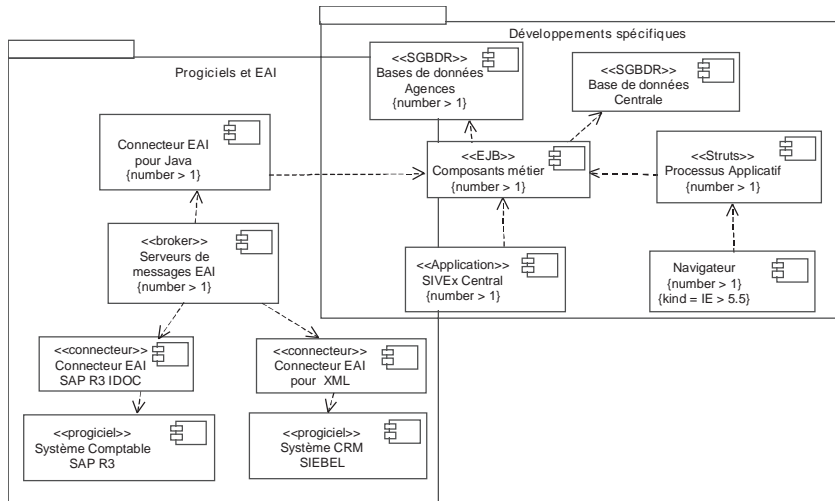 Développements spécifiques
Progiciels et EAI
<<SGBDR>>
Bases de données
Agences
{number > 1}
<<SGBDR>>
Base de données
Centrale
Connecteur EAI
pour Java
{number > 1}
<<EJB>>
Composants métier
{number > 1}
<<Struts>>
Processus Applicatif
{number > 1}
<<broker>>
Serveurs de
messages EAI
{number > 1}
<<Application>>
SIVEx Central
{number > 1}
Navigateur
{number > 1}
{kind = IE > 5.5}
<<connecteur>>
Connecteur EAI
SAP R3 IDOC
<<connecteur>>
Connecteur EAI
pour XML
<<progiciel>>
Système Comptable
SAP R3
<<progiciel>>
Système CRM
SIEBEL